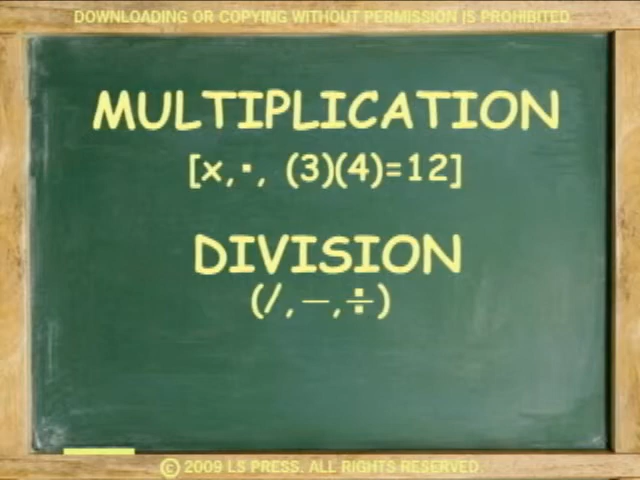 DOWNLOADING OR COPYING WITHOUT PERMISSION IS PROHIBITED.
MULTIPLICATION
[x,·, (3)(4)=12]
DIVISION
(/,—,÷)
© 2009 LS PRESS. ALL RIGHTS RESERVED.